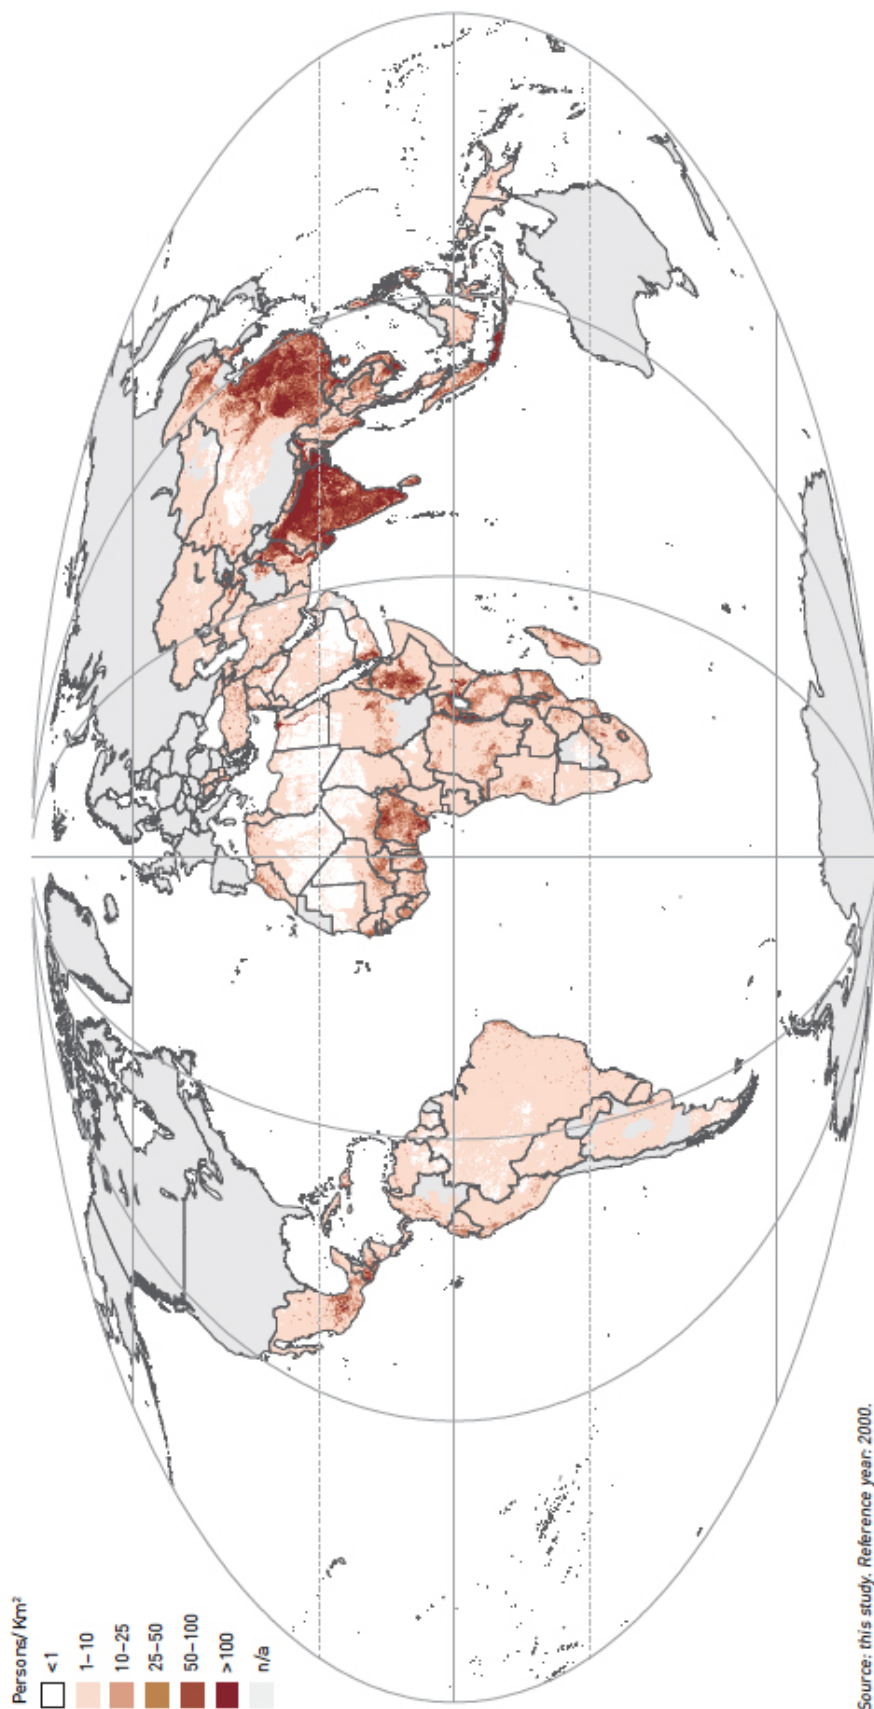 Persons/ Km²
<1
1–10
10–25
25–50
50–100
>100
n/a
Source: this study. Reference year: 2000.